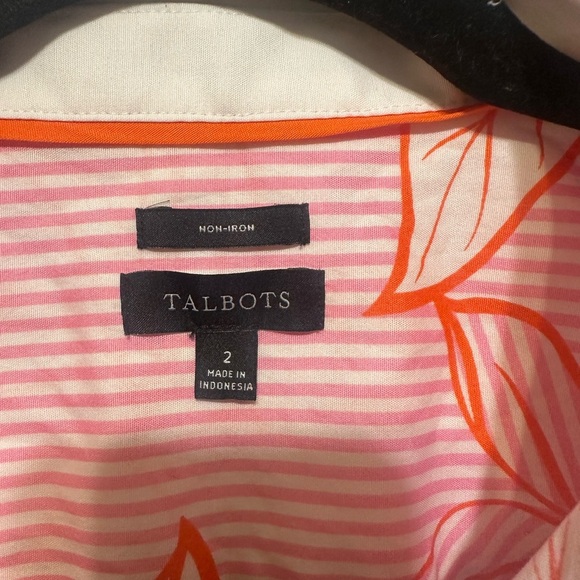 NON-IRON
TALBOTS
2
MADE IN
INDONESIA